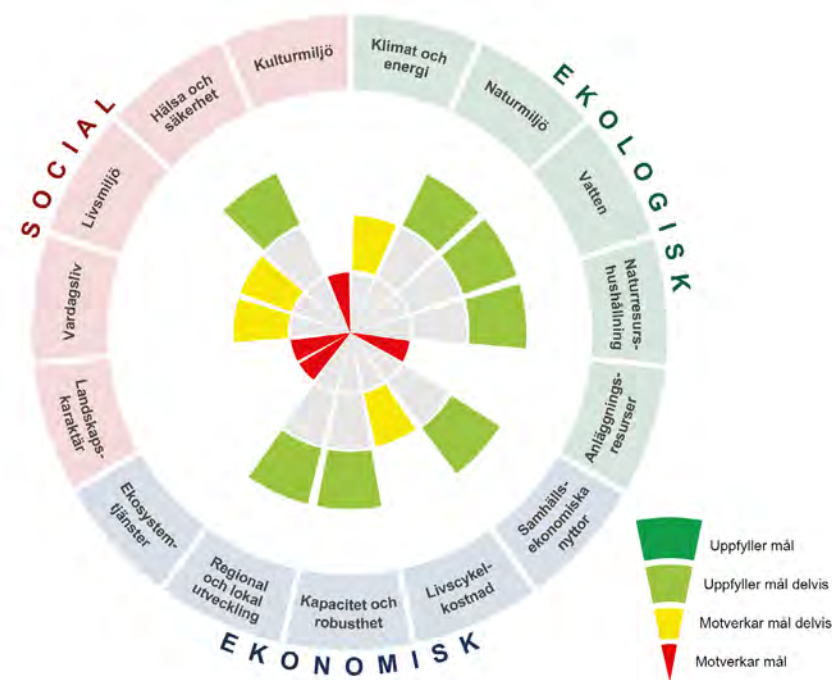 SOCIAL
EKOLOGISK
EKONOMISK
Klimat och
energi
Naturmiljö
Vatten
Naturresurs-
hushållning
Anläggnings-
resurser
Samhälls-
ekonomiska
nyttor
Livscykel-
kostnad
Kapacitet och
robusthet
Regional
och lokal
utveckling
Ekosystem-
tjänster
Landskaps-
karaktär
Vardagsliv
Livsmiljö
Hälsa och
säkerhet
Kulturmiljö
Uppfyller mål
Uppfyller mål delvis
Motverkar mål delvis
Motverkar mål